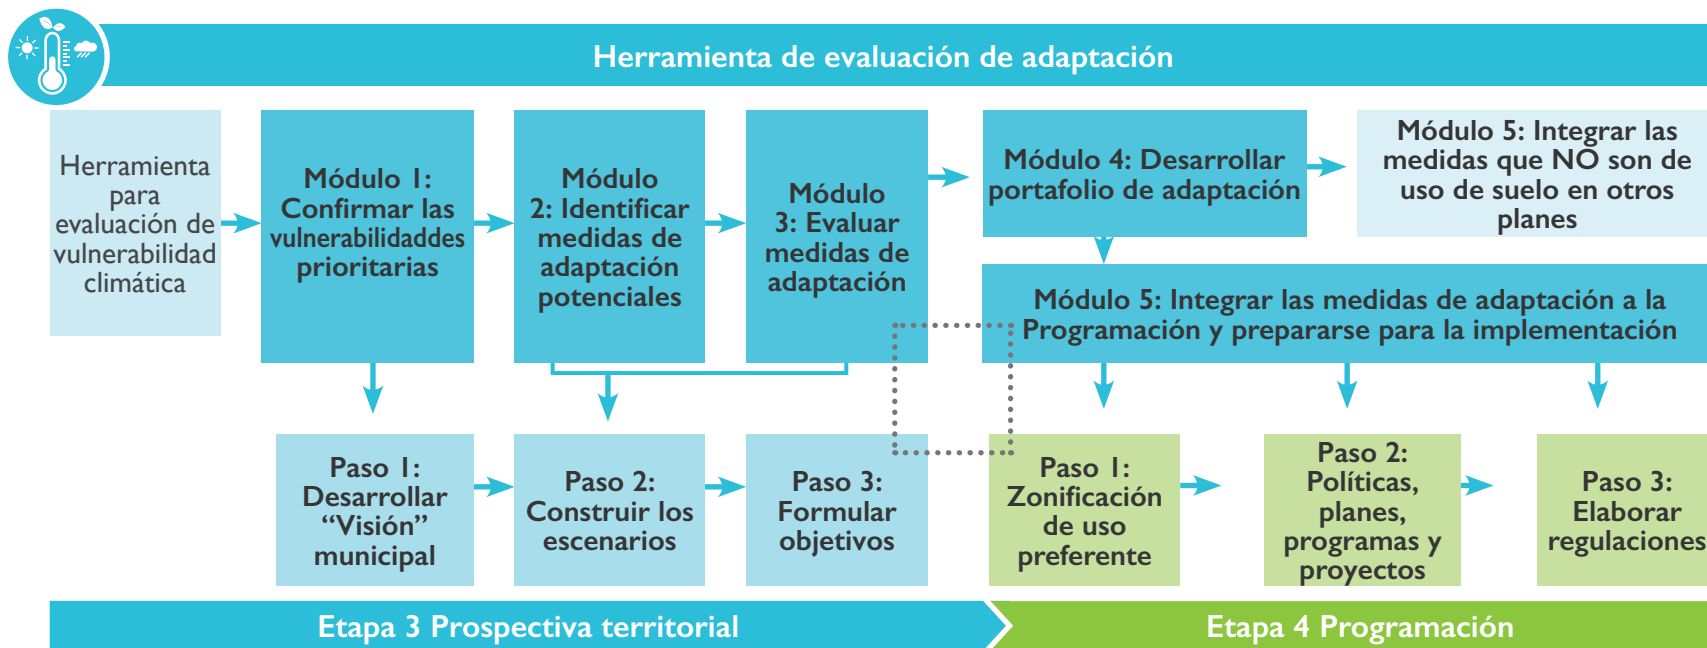 Herramienta de evaluación de adaptación
Herramienta
para
evaluación de
vulnerabilidad
climática
Módulo 1:
Confirmar las
vulnerabilidaddes
prioritarias
Módulo
2: Identificar
medidas de
adaptación
potenciales
Módulo
3: Evaluar
medidas de
adaptación
Módulo 4: Desarrollar
portafolio de adaptación
Módulo 5: Integrar las
medidas que NO son de
uso de suelo en otros
planes
Módulo 5: Integrar las medidas de adaptación a la
Programación y prepararse para la implementación
Paso 1:
Desarrollar
“Visión”
municipal
Paso 2:
Construir los
escenarios
Paso 3:
Formular
objetivos
Paso 1:
Zonificación
de uso
preferente
Paso 2:
Políticas,
planes,
programas y
proyectos
Paso 3:
Elaborar
regulaciones
Etapa 3 Prospectiva territorial
Etapa 4 Programación